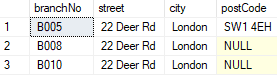 branchNo street city postCode
1 B005 22 Deer Rd London SW1 4EH
2 B008 22 Deer Rd London NULL
3 B010 22 Deer Rd London NULL